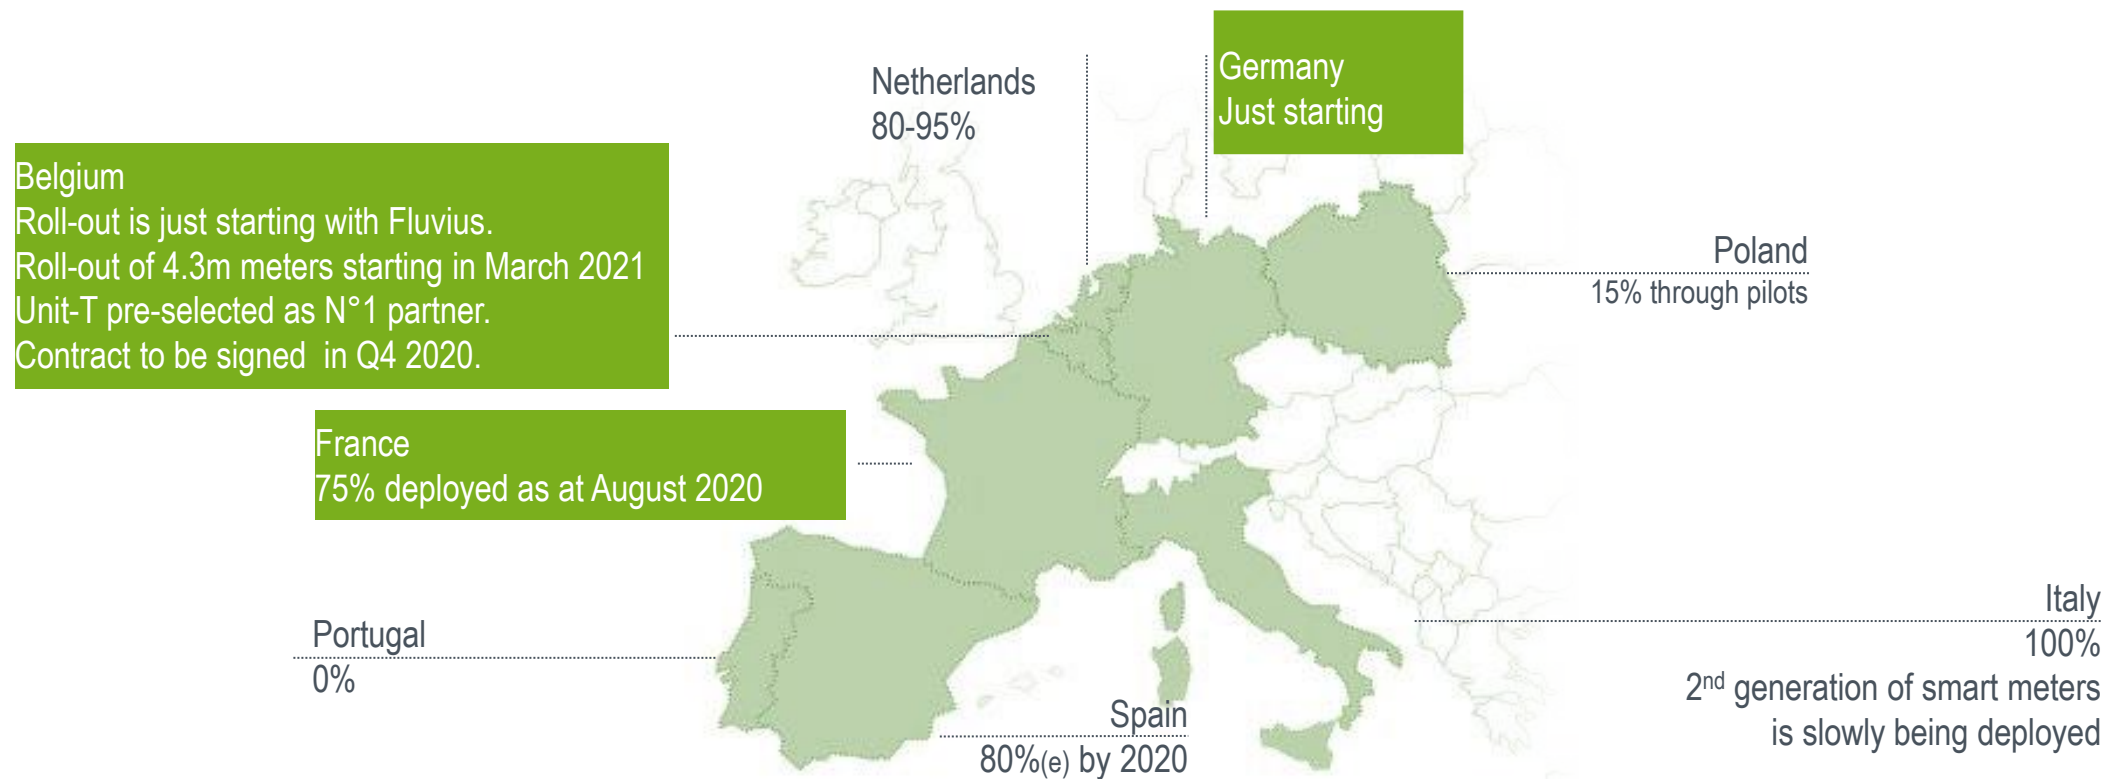 Netherlands
80-95%
Germany
Just starting
Belgium
Roll-out is just starting with Fluvius.
Roll-out of 4.3m meters starting in March 2021
Unit-T pre-selected as N°1 partner.
Contract to be signed  in Q4 2020.
Poland
15% through pilots
France
75% deployed as at August 2020
Portugal
0%
Italy
100%
2nd generation of smart meters
is slowly being deployed
Spain
80%(e) by 2020